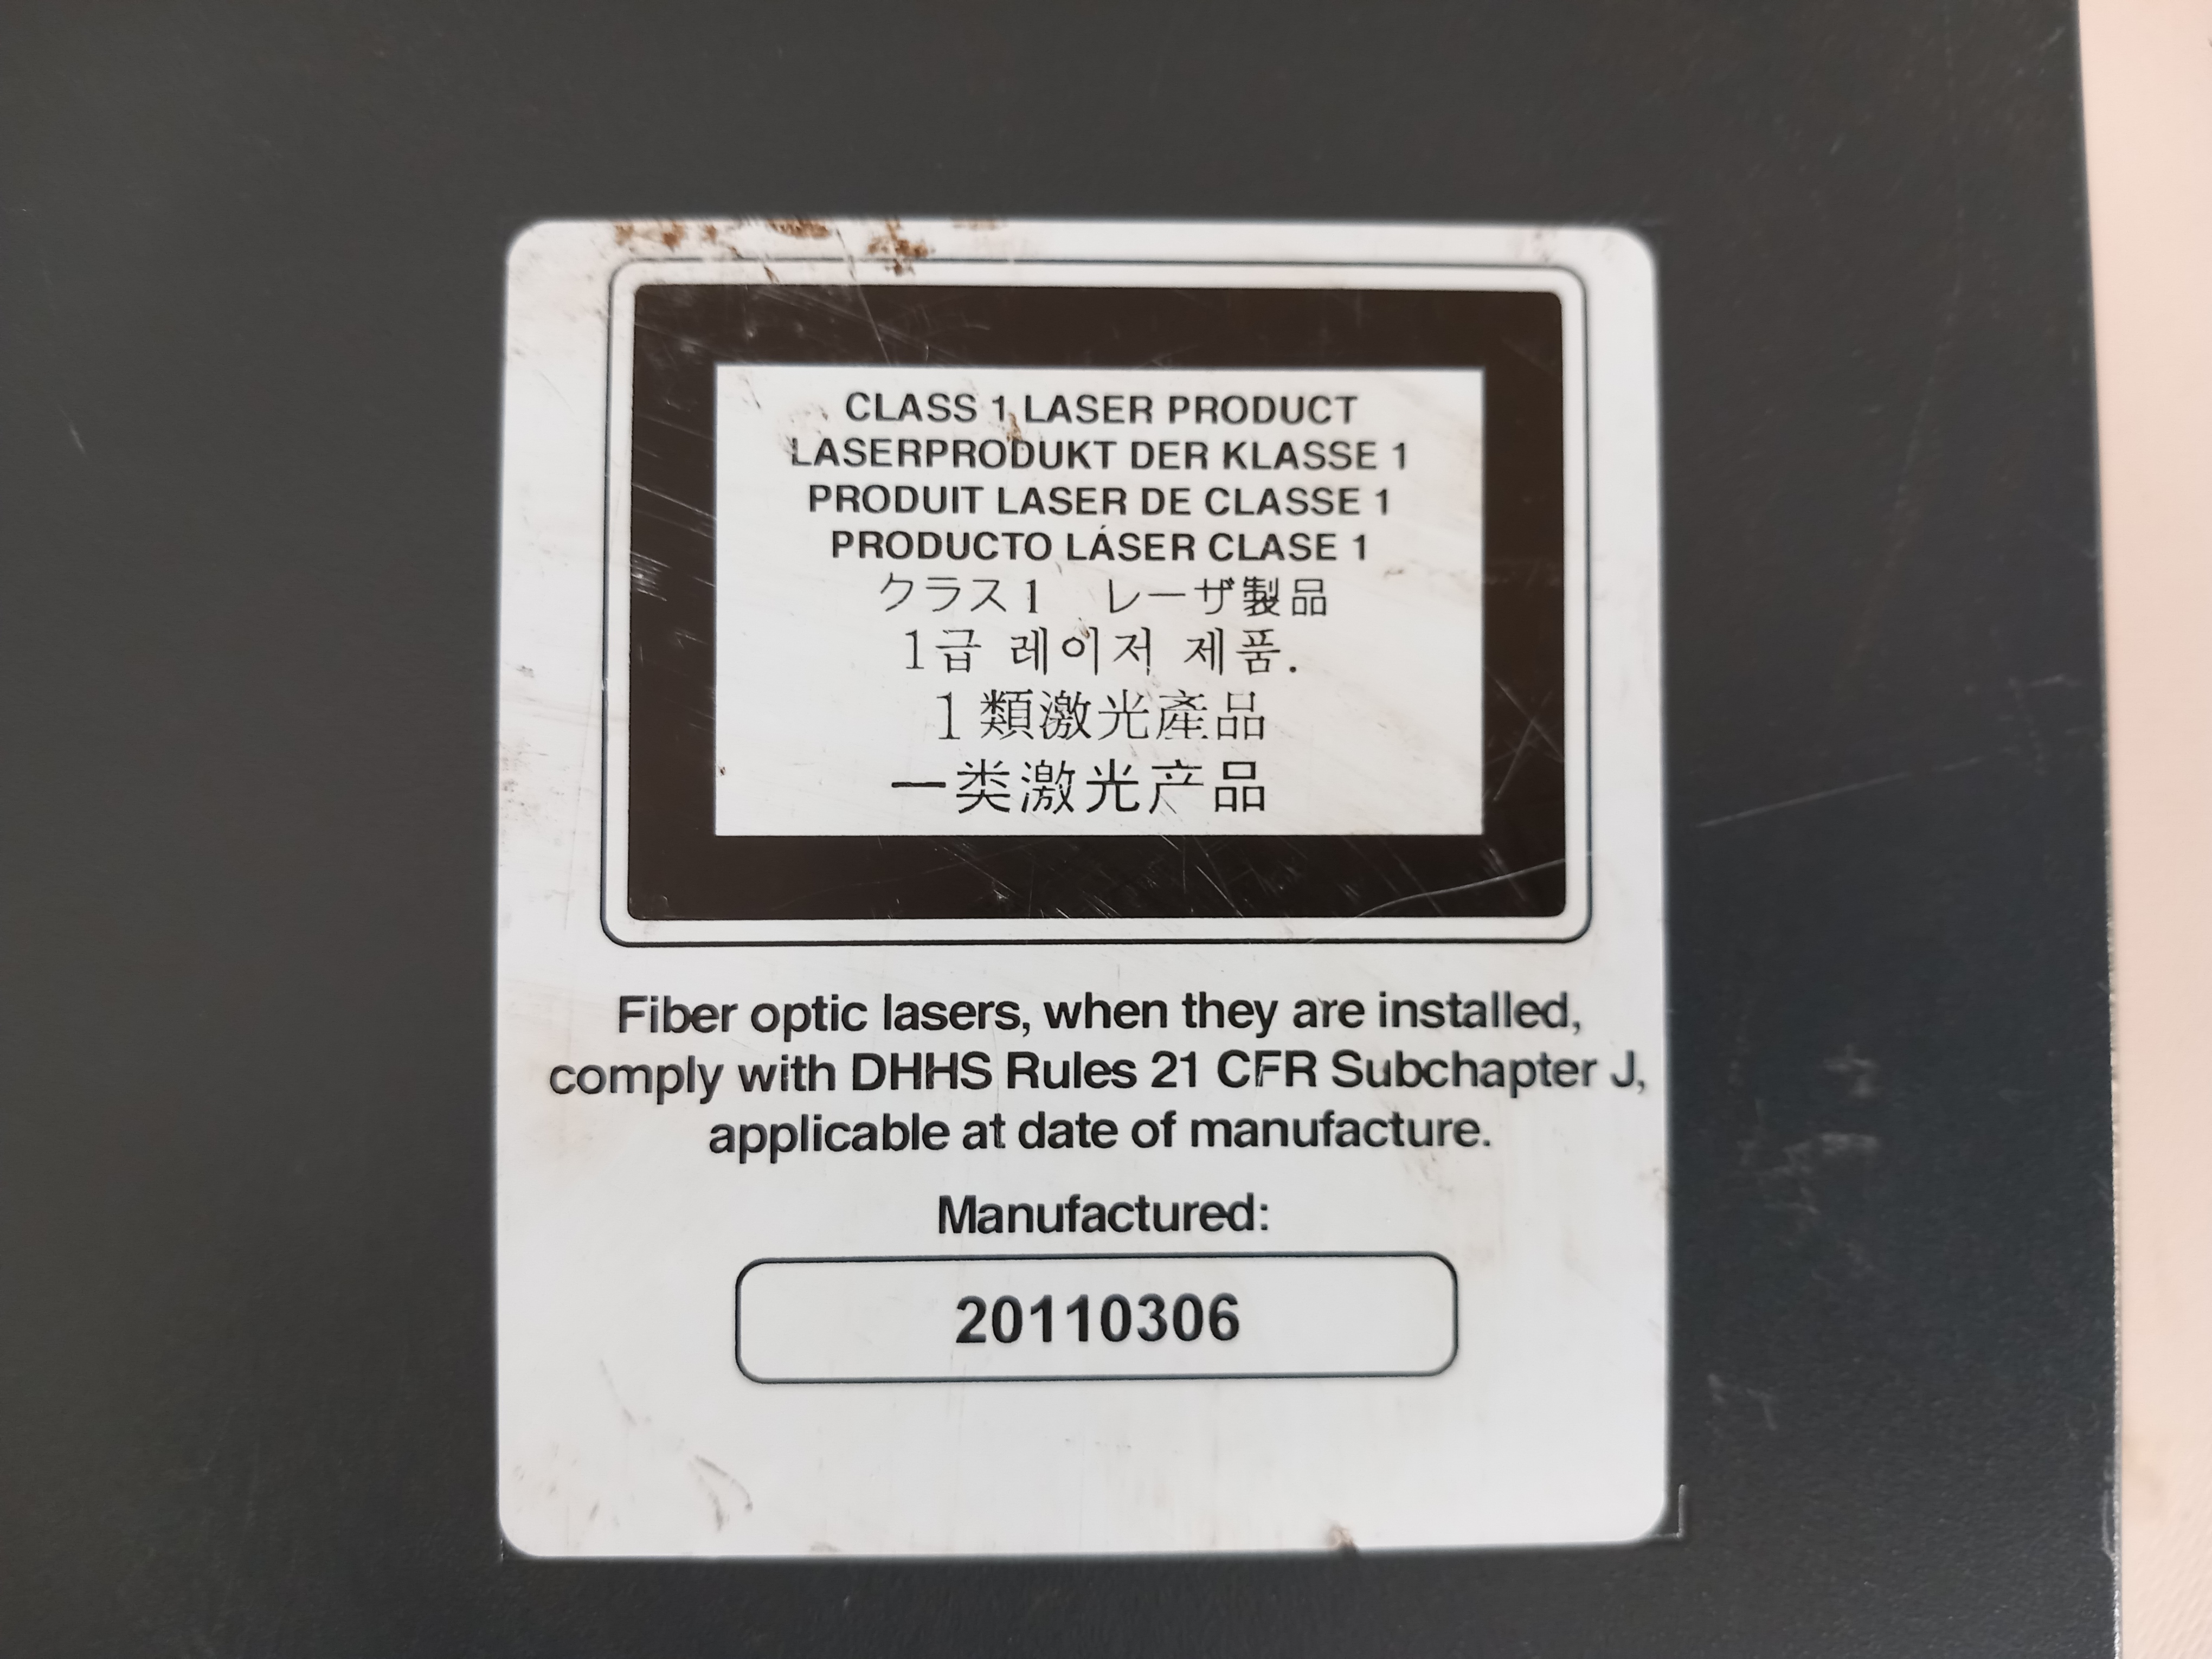 CLASS 1 LASER PRODUCT
LASERPRODUKT DER KLASSE 1
PRODUIT LASER DE CLASSE 1
PRODUCTO LÁSER CLASE 1
クラス1 レーザ製品
1급 레이저 제품.
1類激光產品
一类激光产品
Fiber optic lasers, when they are installed,
comply with DHHS Rules 21 CFR Subchapter J,
applicable at date of manufacture.
Manufactured:
20110306